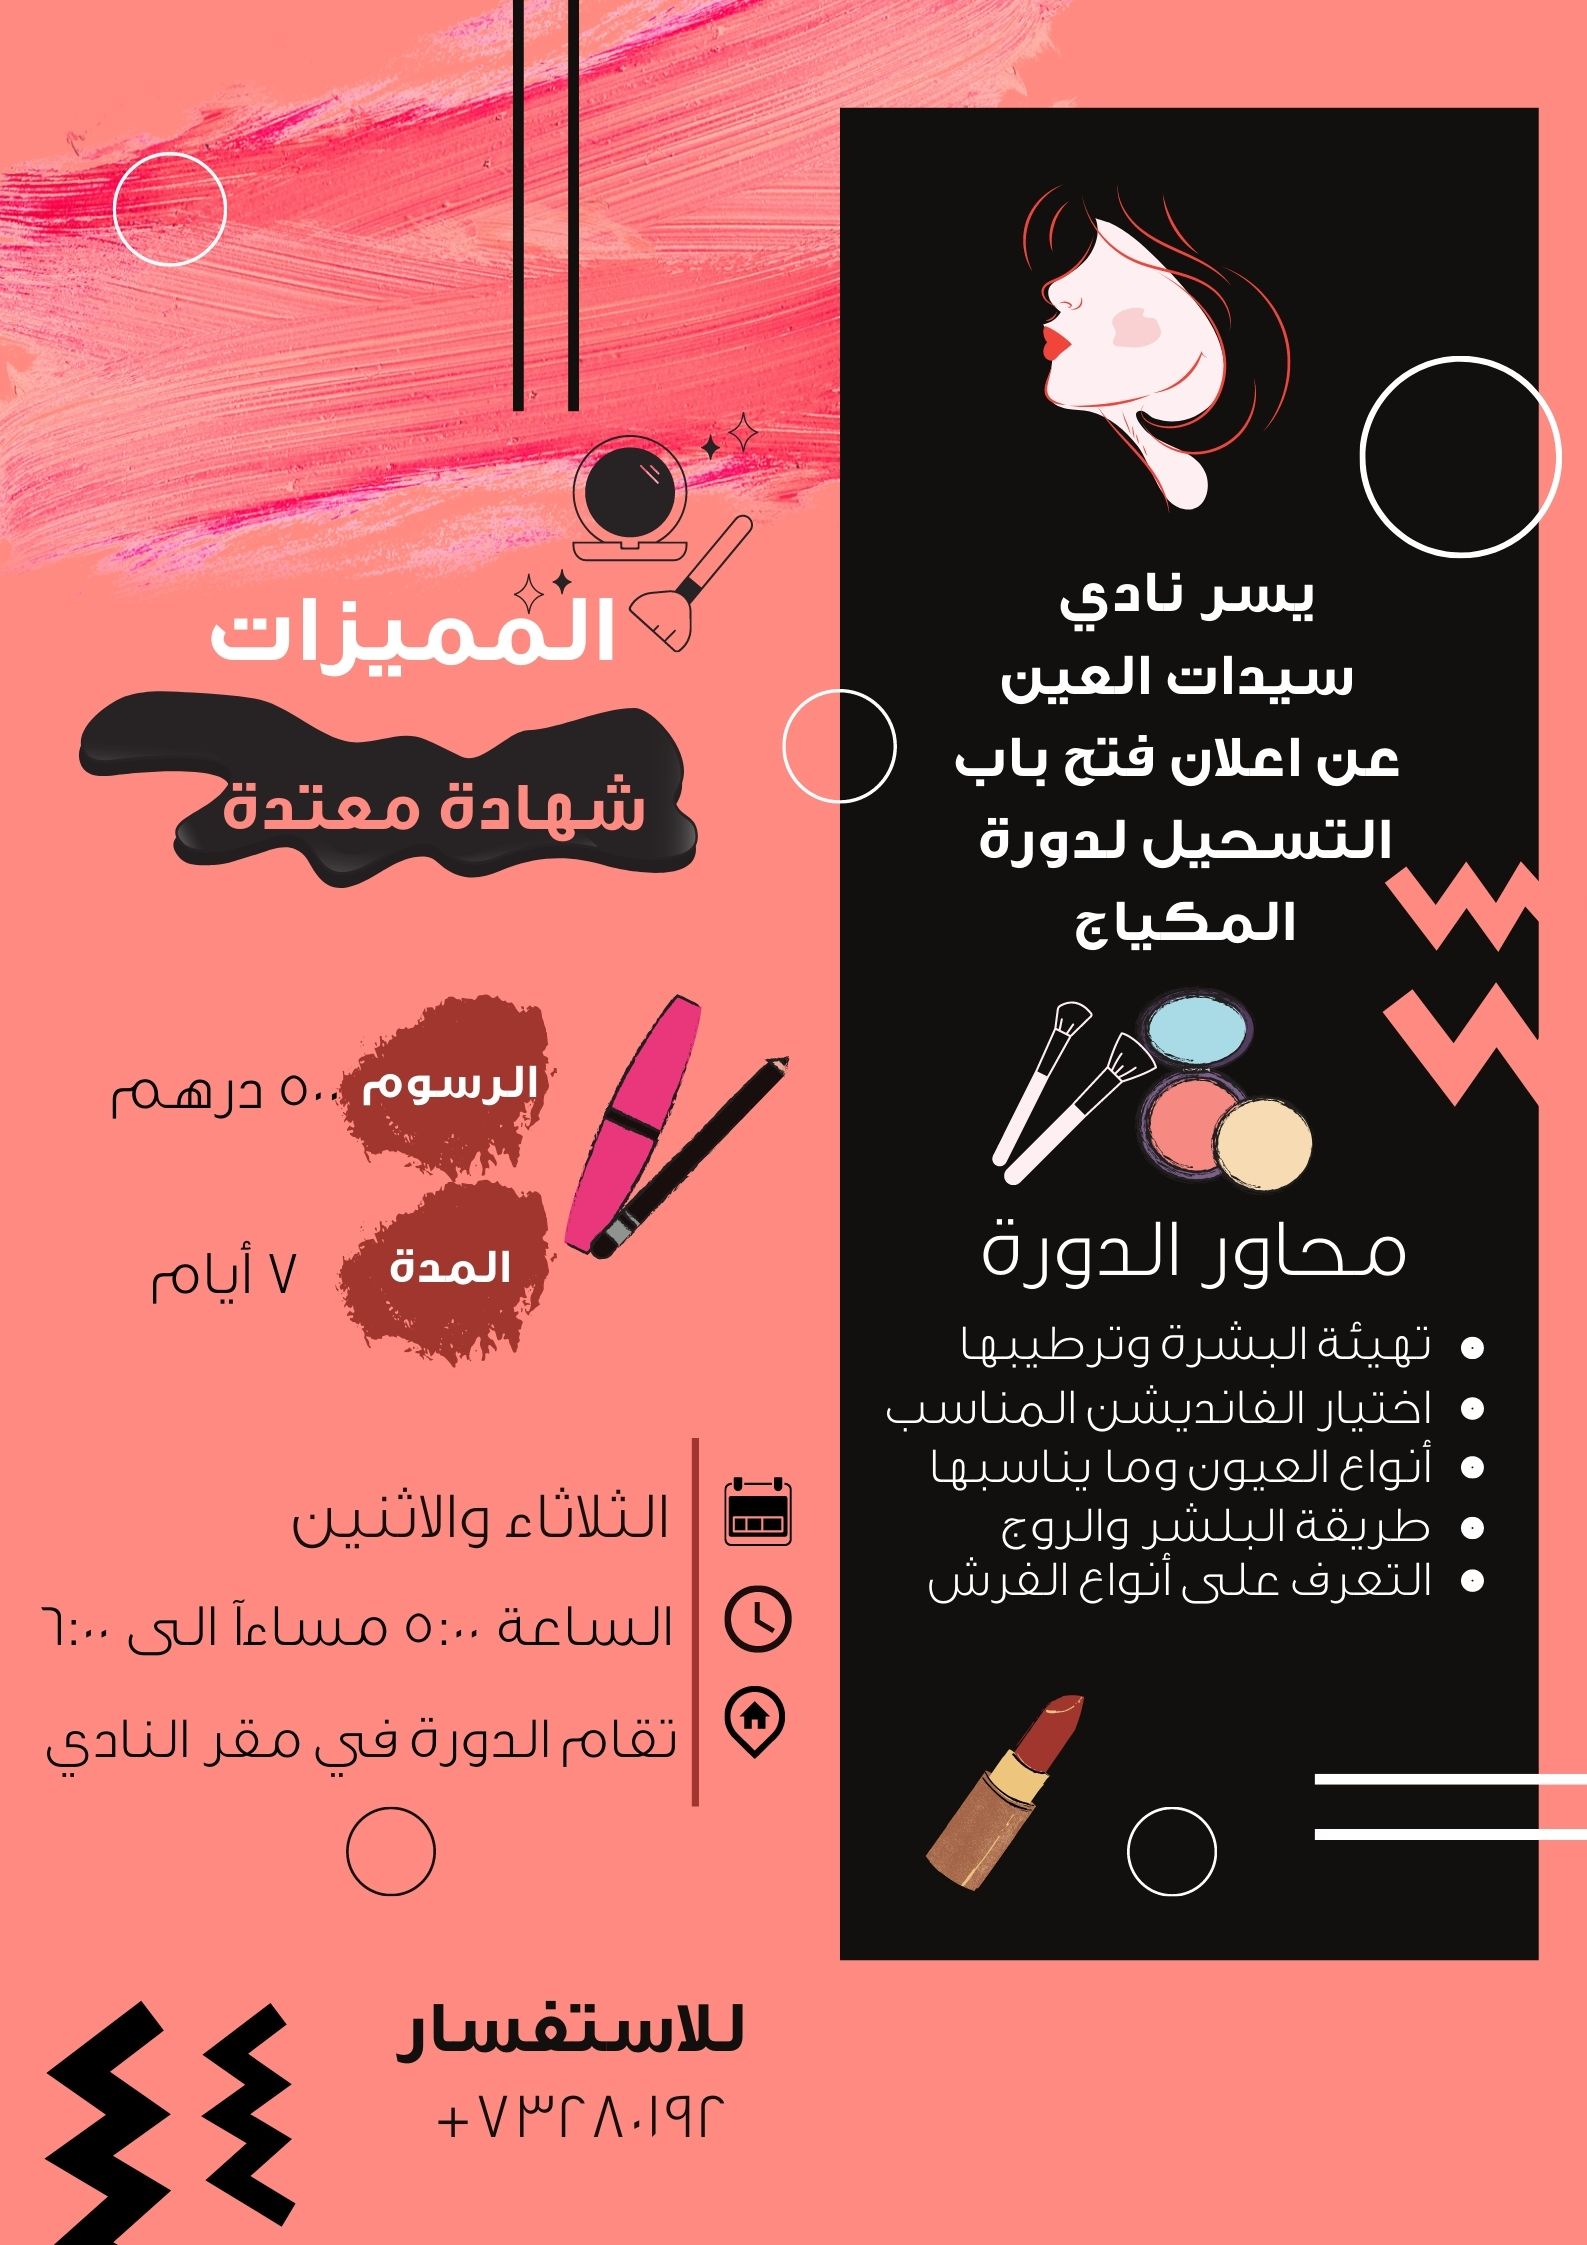 يسر نادي
سيدات العين
عن اعلان فتح باب
التسحيل لدورة
المكياج
محاور الدورة
تهيئة البشرة وترطيبها
اختيار الفانديشن المناسب
أنواع العيون وما يناسبها
طريقة البلشر والروج
التعرف على أنواع الفرش
المميزات
شهادة معتدة
الرسوم ٥٠٠ درهم
المدة ٧ أيام
الثلاثاء والاثنين
الساعة ٥:٠٠ مساءآ الى ٦:٠٠
تقام الدورة في مقر النادي
للاستفسار
+٧٣٢٨٠١٩٢